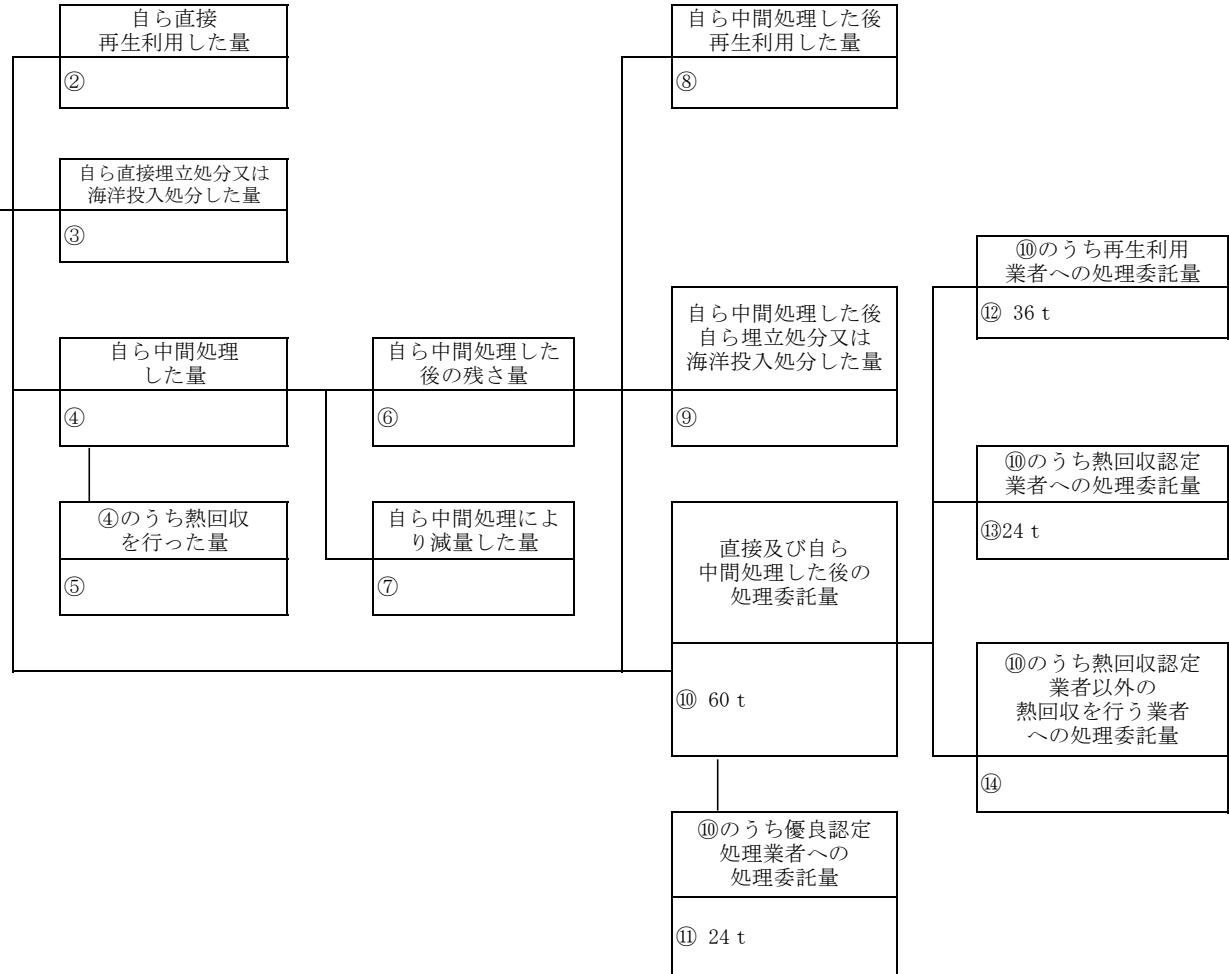 自ら直接
再生利用した量
②
自ら直接埋立処分又は
海洋投入処分した量
③
自ら中間処理
した量
④
④のうち熱回収
を行った量
⑤
自ら中間処理した
後の残さ量
⑥
自ら中間処理によ
り減量した量
⑦
自ら中間処理した後
再生利用した量
⑧
自ら中間処理した後
自ら埋立処分又は
海洋投入処分した量
⑨
直接及び自ら
中間処理した後の
処理委託量
⑩ 60 t
⑩のうち優良認定
処理業者への
処理委託量
⑪ 24 t
⑩のうち再生利用
業者への処理委託量
⑫ 36 t
⑩のうち熱回収認定
業者への処理委託量
⑬24 t
⑩のうち熱回収認定
業者以外の
熱回収を行う業者
への処理委託量
⑭